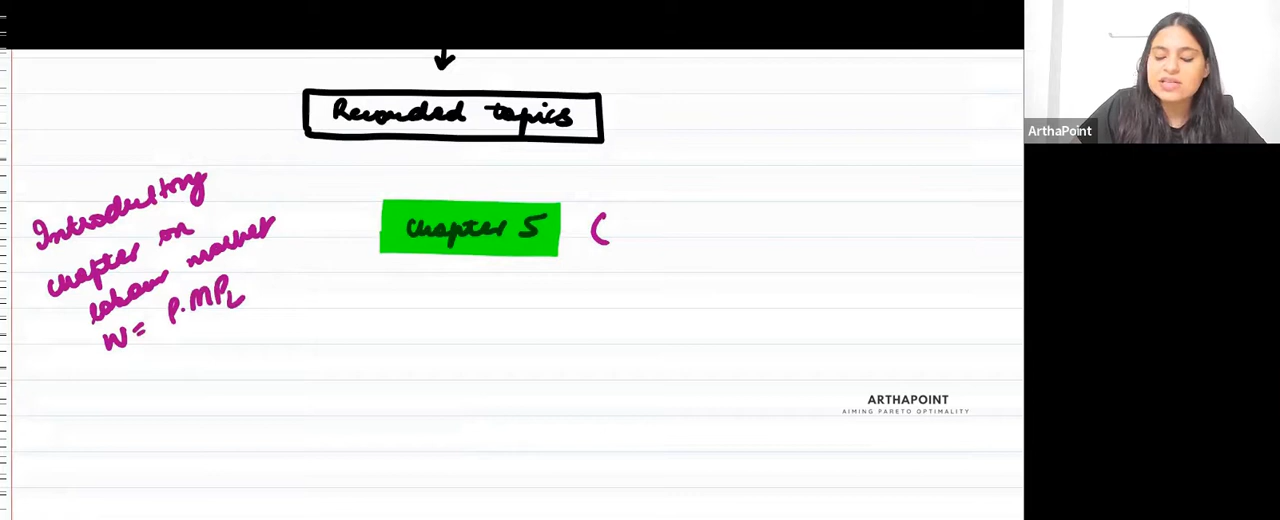 Recorded topics
ArthaPoint
Introductory
chapter on
labour market
W = P.MPL
Chapter 5 (
ARTHAPOINT
AIMING PARETO OPTIMALITY